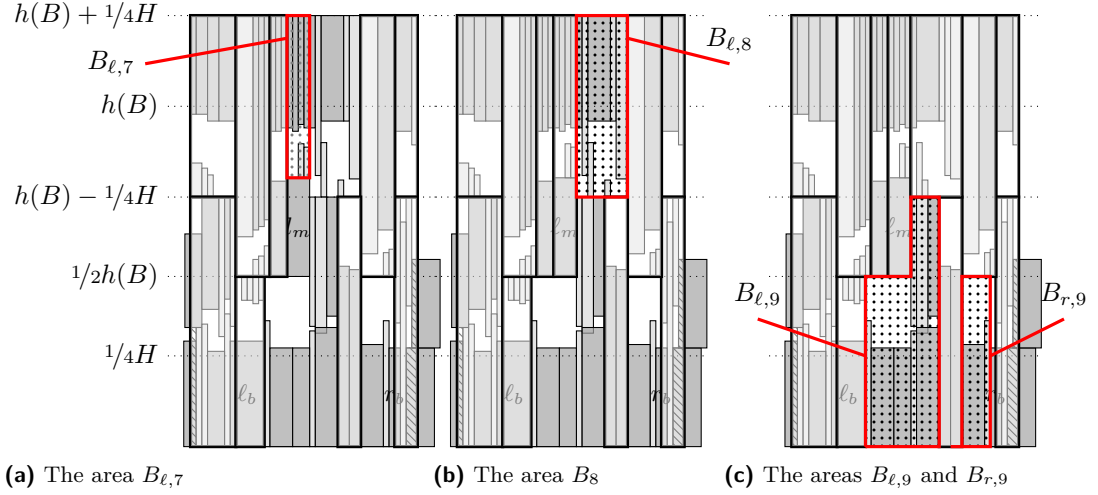 h(B) + 1/4H
B_{ℓ,7}
B_{ℓ,8}
h(B)
h(B) − 1/4H
ℓ_m
ℓ_m
ℓ_m
1/2h(B)
B_{ℓ,9}
B_{r,9}
1/4H
ℓ_b
r_b
ℓ_b
r_b
ℓ_b
r_b
(a) The area B_{ℓ,7}
(b) The area B_8
(c) The areas B_{ℓ,9} and B_{r,9}